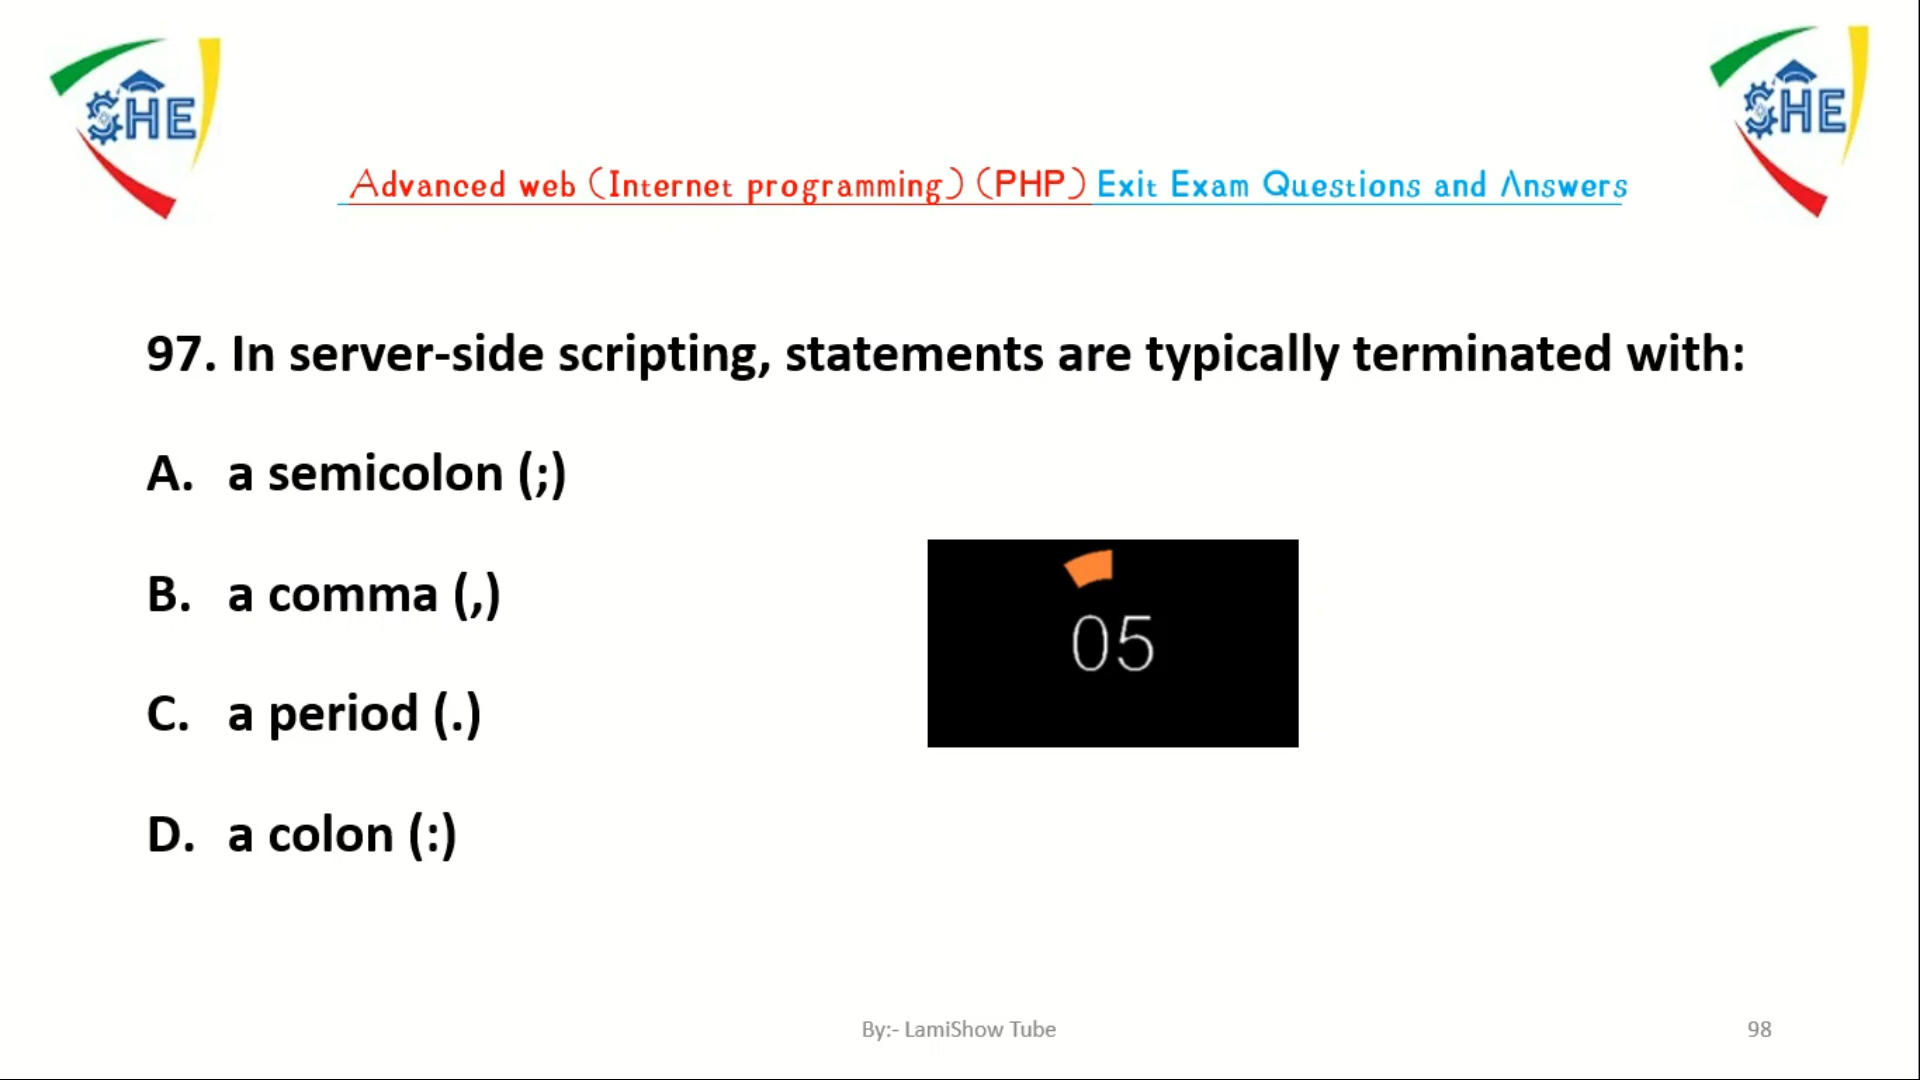 SHE
SHE
Advanced web (Internet programming) (PHP) Exit Exam Questions and Answers
97. In server-side scripting, statements are typically terminated with:
A. a semicolon (;)
B. a comma (,)
C. a period (.)
D. a colon (:)
05
By:- LamiShow Tube
98